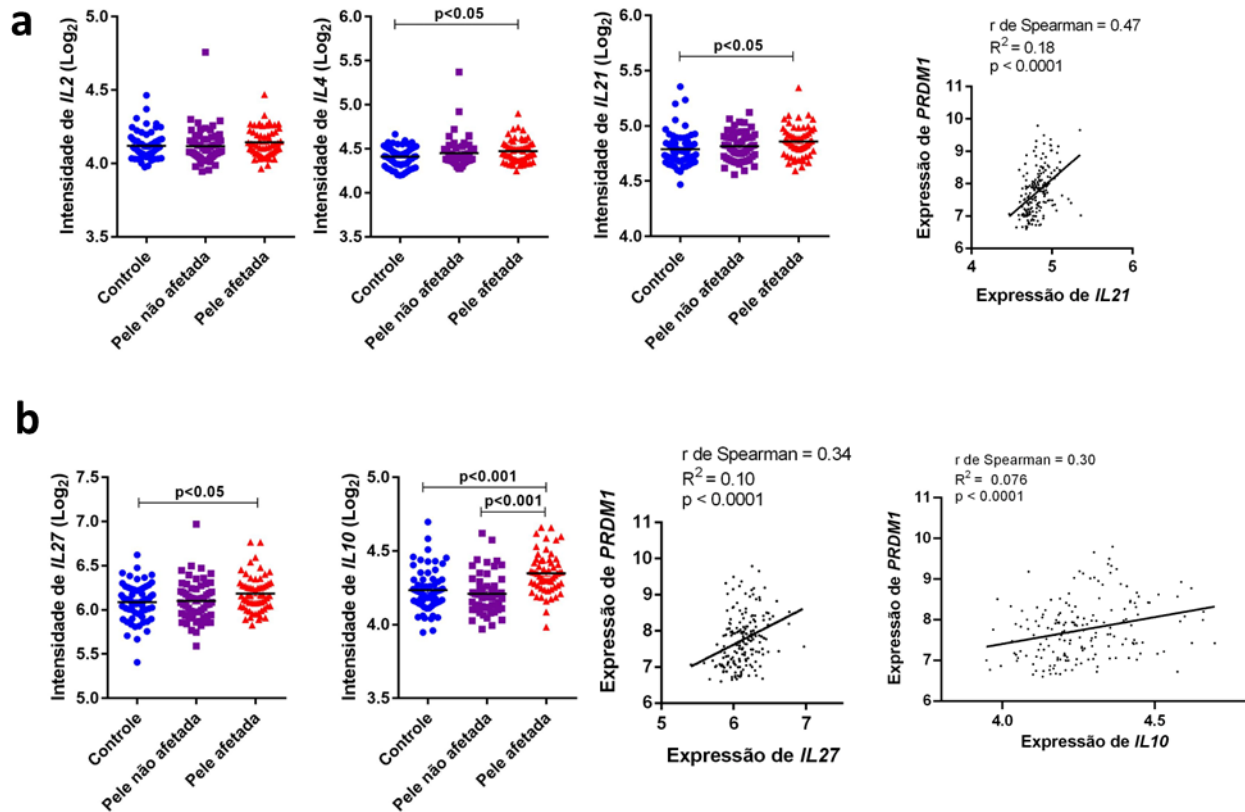 a
Intensidade de IL2 (Log2)
5.0
4.5
4.0
3.5
Controle
Pele não afetada
Pele afetada
Intensidade de IL4 (Log2)
6.0
5.5
5.0
4.5
4.0
3.5
p<0.05
Controle
Pele não afetada
Pele afetada
Intensidade de IL21 (Log2)
6.0
5.5
5.0
4.5
4.0
p<0.05
Controle
Pele não afetada
Pele afetada
r de Spearman = 0.47
R2 = 0.18
p < 0.0001
Expressão de PRDM1
11
10
9
8
7
6
4 5 6
Expressão de IL21
b
Intensidade de IL27 (Log2)
7.5
7.0
6.5
6.0
5.5
5.0
p<0.05
Controle
Pele não afetada
Pele afetada
Intensidade de IL10 (Log2)
5.0
4.5
4.0
3.5
p<0.001
p<0.001
Controle
Pele não afetada
Pele afetada
r de Spearman = 0.34
R2 = 0.10
p < 0.0001
Expressão de PRDM1
11
10
9
8
7
6
5 6 7
Expressão de IL27
r de Spearman = 0.30
R2 = 0.076
p < 0.0001
Expressão de PRDM1
11
10
9
8
7
6
4.0 4.5
Expressão de IL10